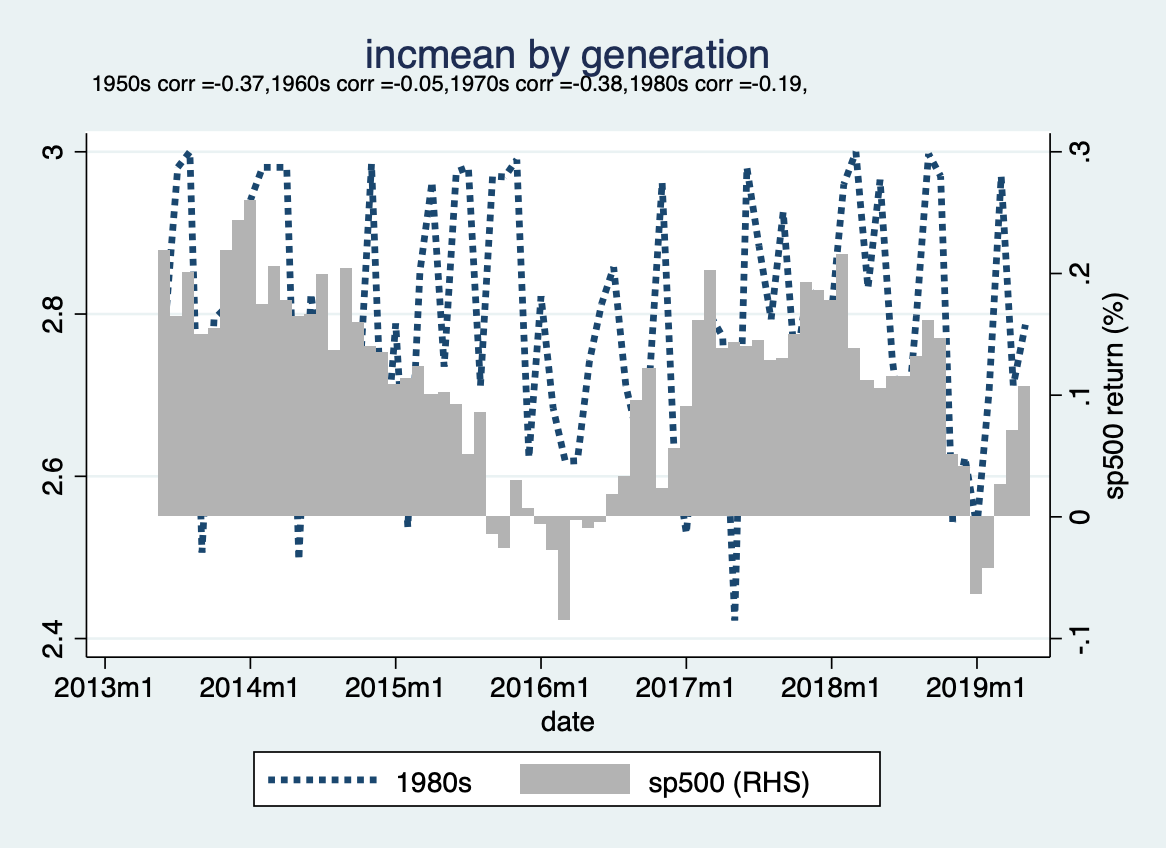 incmean by generation
1950s corr =-0.37,1960s corr =-0.05,1970s corr =-0.38,1980s corr =-0.19,
3
2.8
2.6
2.4
.3
.2
.1
0
-.1
sp500 return (%)
2013m1 2014m1 2015m1 2016m1 2017m1 2018m1 2019m1
date
1980s sp500 (RHS)